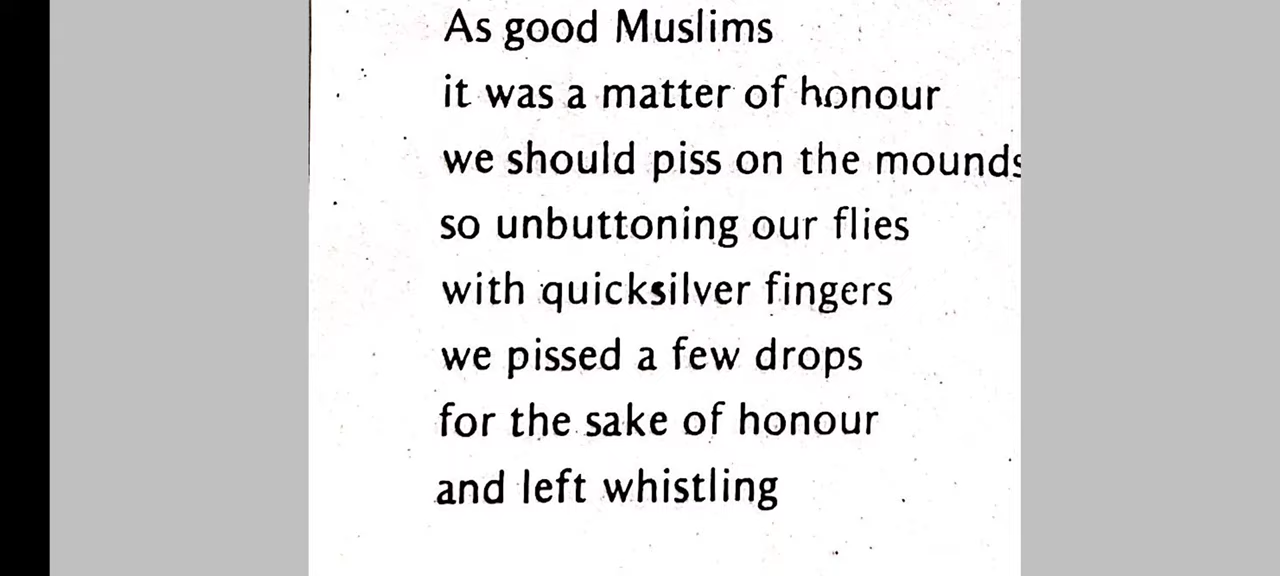 As good Muslims
it was a matter of honour
we should piss on the mounds
so unbuttoning our flies
with quicksilver fingers
we pissed a few drops
for the sake of honour
and left whistling